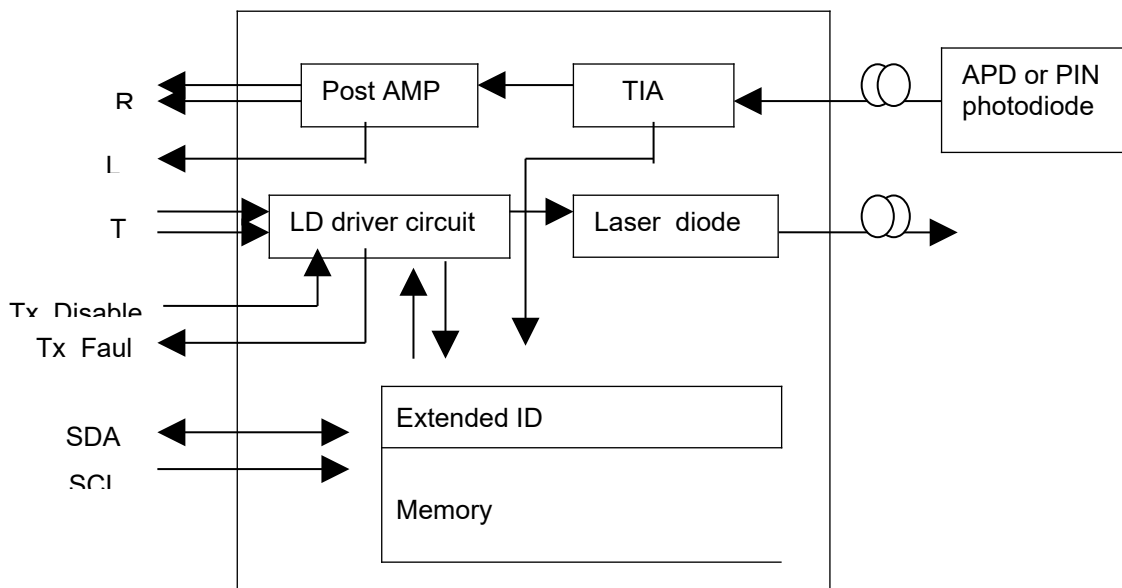 Post AMP
TIA
APD or PIN
photodiode
R
L
T
LD driver circuit
Laser diode
Tx Disable
Tx Faul
Extended ID
SDA
SCL
Memory